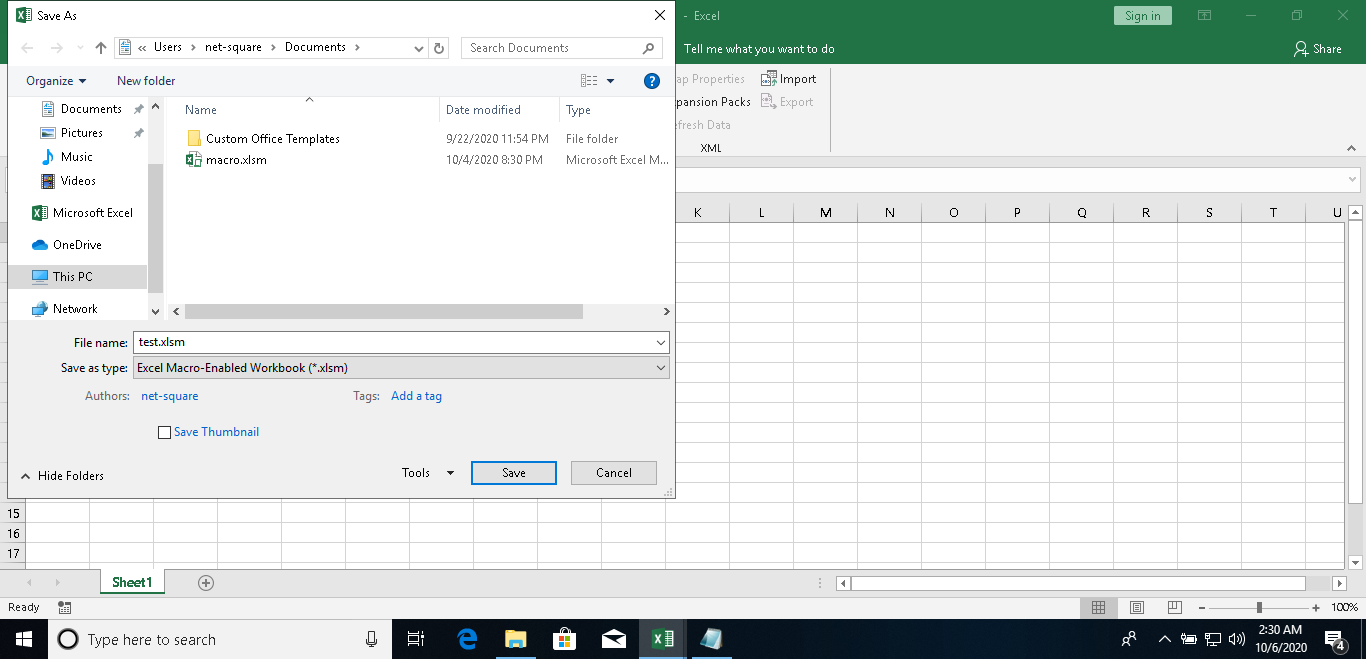 Save As
- Excel
Sign in
« Users > net-square > Documents >
Search Documents
Tell me what you want to do
Share
Organize
New folder
?
ap Properties
Import
pansion Packs
Export
efresh Data
XML
Documents
Pictures
Music
Videos
Microsoft Excel
OneDrive
This PC
Network
Name
Date modified
Type
Custom Office Templates
9/22/2020 11:54 PM
File folder
macro.xlsm
10/4/2020 8:30 PM
Microsoft Excel M...
K L M N O P Q R S T U
File name: test.xlsm
Save as type: Excel Macro-Enabled Workbook (*.xlsm)
Authors: net-square
Tags: Add a tag
Save Thumbnail
Hide Folders
Tools
Save
Cancel
15
16
17
Sheet1
Ready
100%
Type here to search
2:30 AM
10/6/2020
4